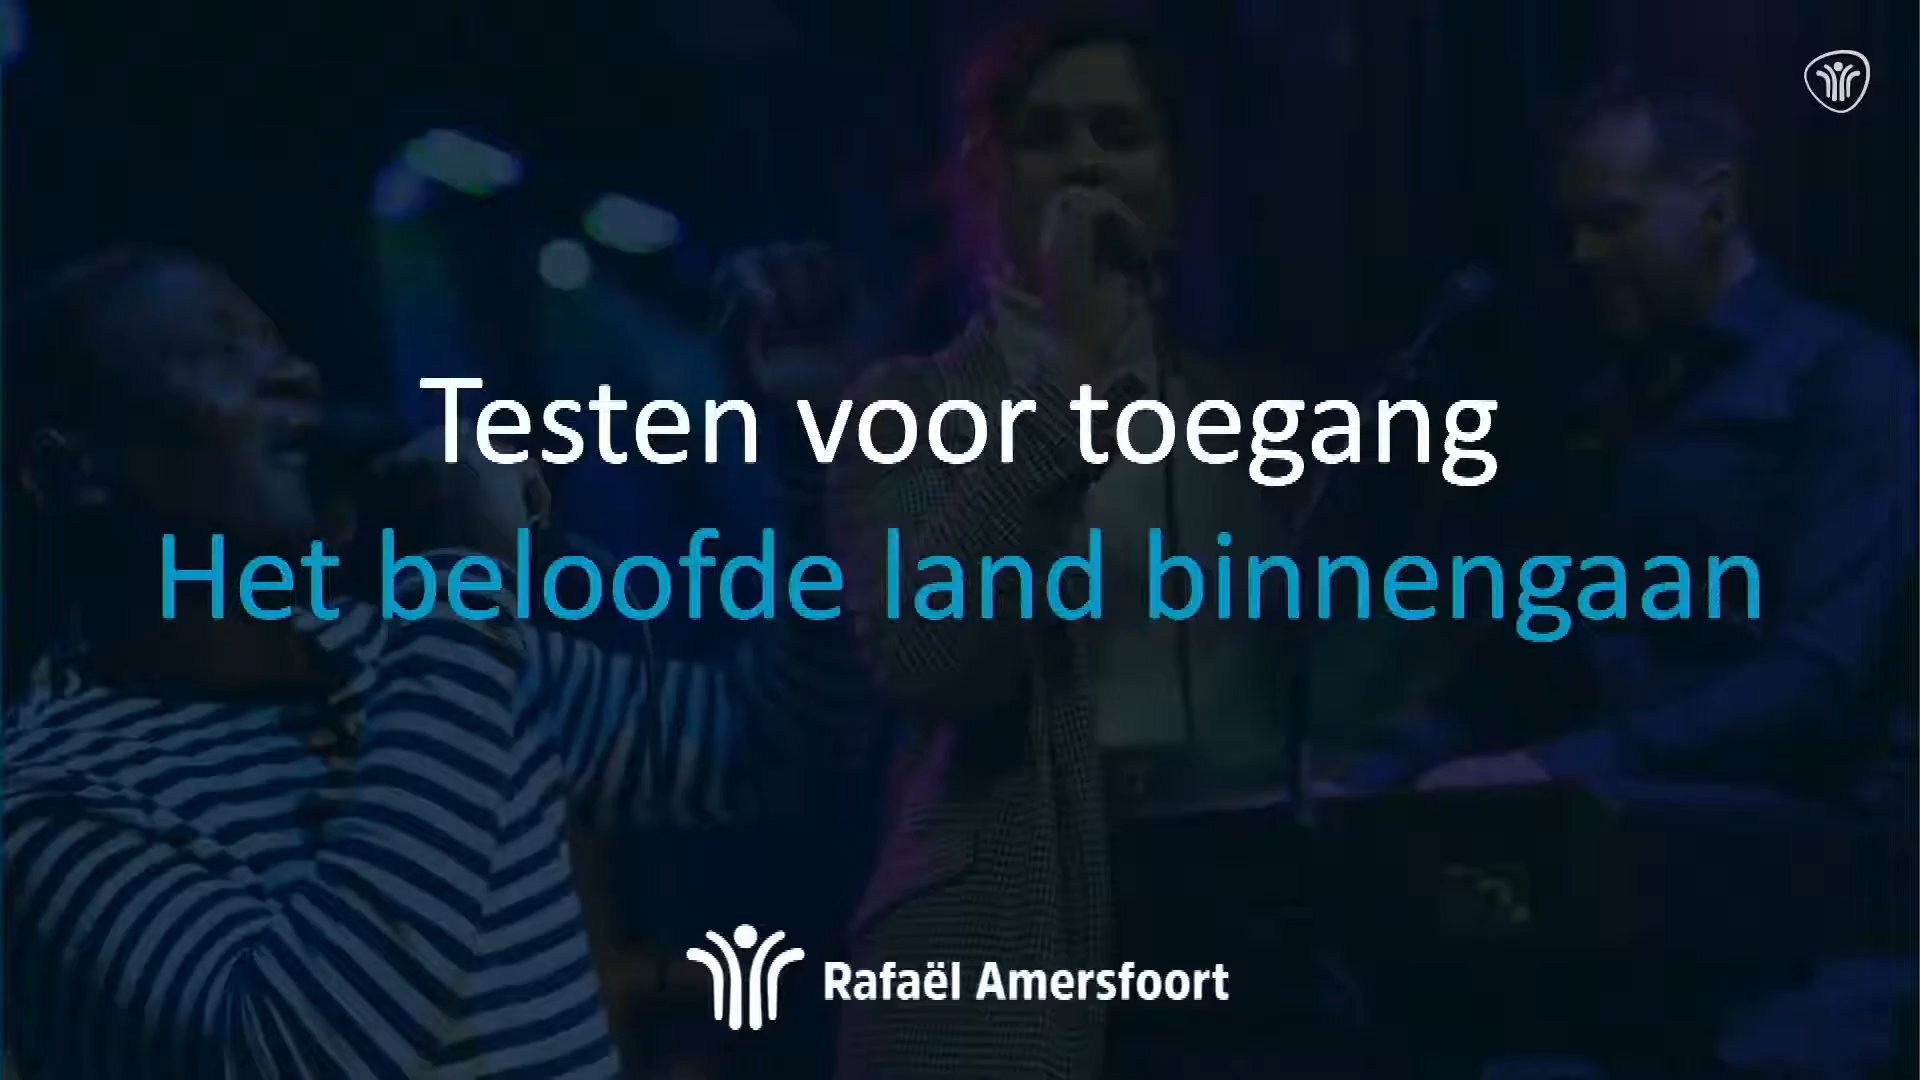 Testen voor toegang
Het beloofde land binnengaan
Rafaël Amersfoort